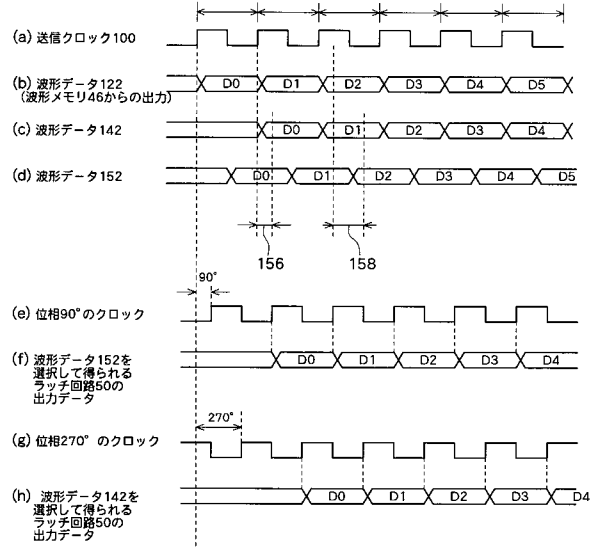 (a) 送信クロック100
(b) 波形データ122
(波形メモリ46からの出力)
D0 D1 D2 D3 D4 D5
(c) 波形データ142
D0 D1 D2 D3 D4
(d) 波形データ152
D0 D1 D2 D3 D4 D5
156 158
90°
(e) 位相90°のクロック
(f) 波形データ152を
選択して得られる
ラッチ回路50の
出力データ
D0 D1 D2 D3 D4
270°
(g) 位相270° のクロック
(h) 波形データ142を
選択して得られる
ラッチ回路50の
出力データ
D0 D1 D2 D3 D4